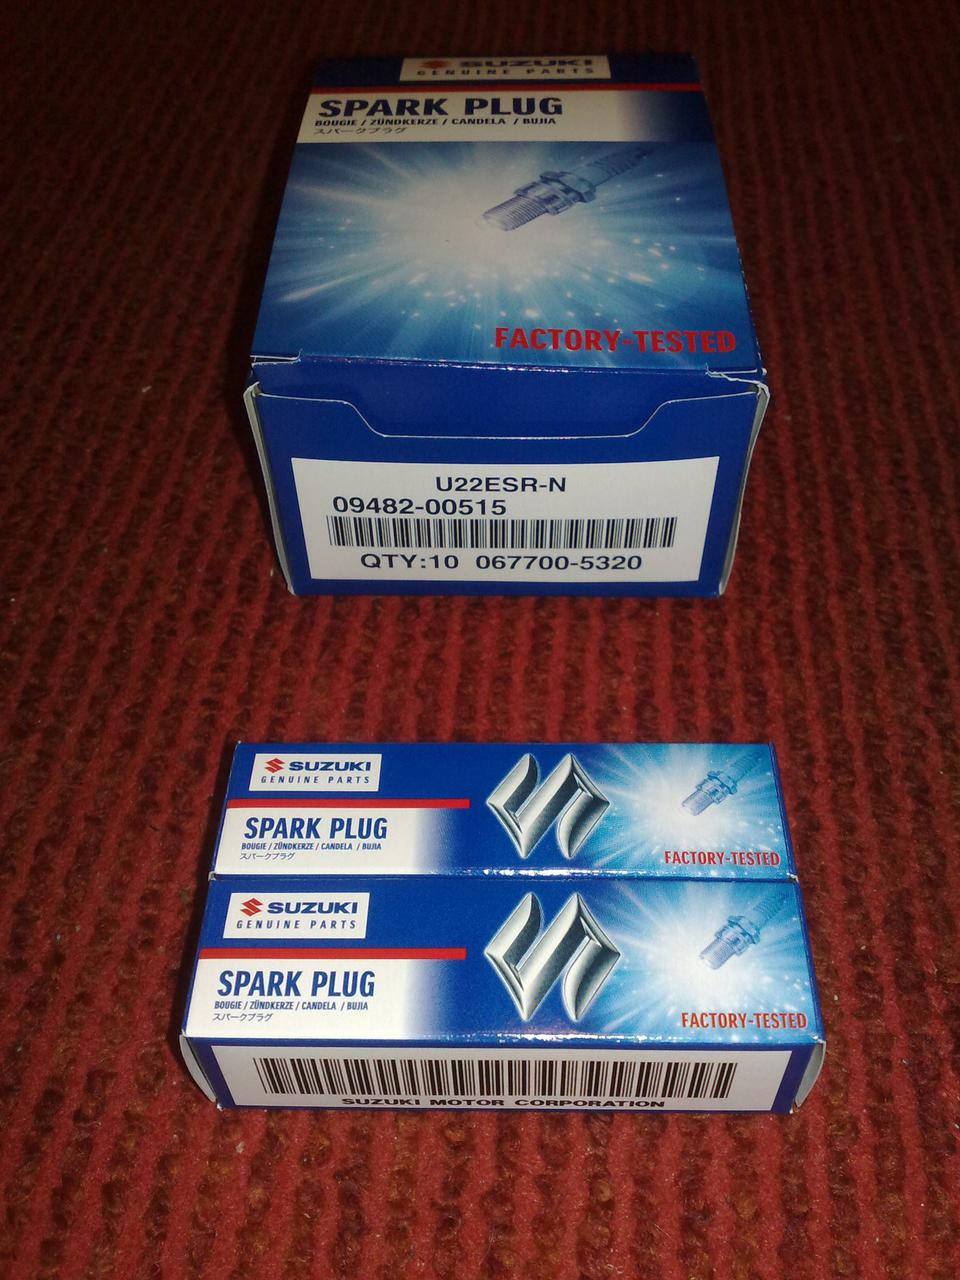 SUZUKI
GENUINE PARTS
SPARK PLUG
BOUGIE / ZÜNDKERZE / CANDELA / BUJIA
スパークプラグ
FACTORY-TESTED
U22ESR-N
09482-00515
QTY:10 067700-5320
SUZUKI
GENUINE PARTS
SPARK PLUG
BOUGIE / ZÜNDKERZE / CANDELA / BUJIA
スパークプラグ
FACTORY-TESTED
SUZUKI
GENUINE PARTS
SPARK PLUG
BOUGIE / ZÜNDKERZE / CANDELA / BUJIA
スパークプラグ
FACTORY-TESTED
SUZUKI MOTOR CORPORATION